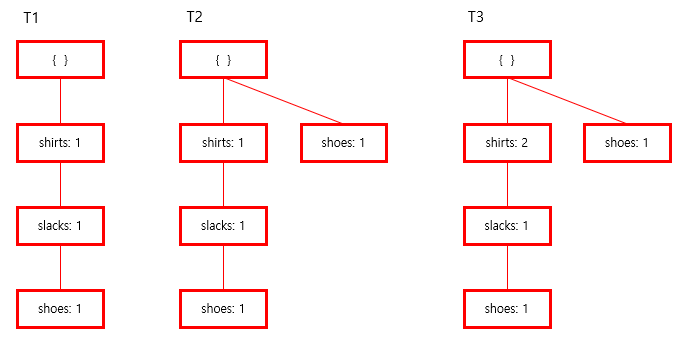 T1
T2
T3
{ }
{ }
{ }
shirts: 1
shirts: 1
shoes: 1
shirts: 2
shoes: 1
slacks: 1
slacks: 1
slacks: 1
shoes: 1
shoes: 1
shoes: 1